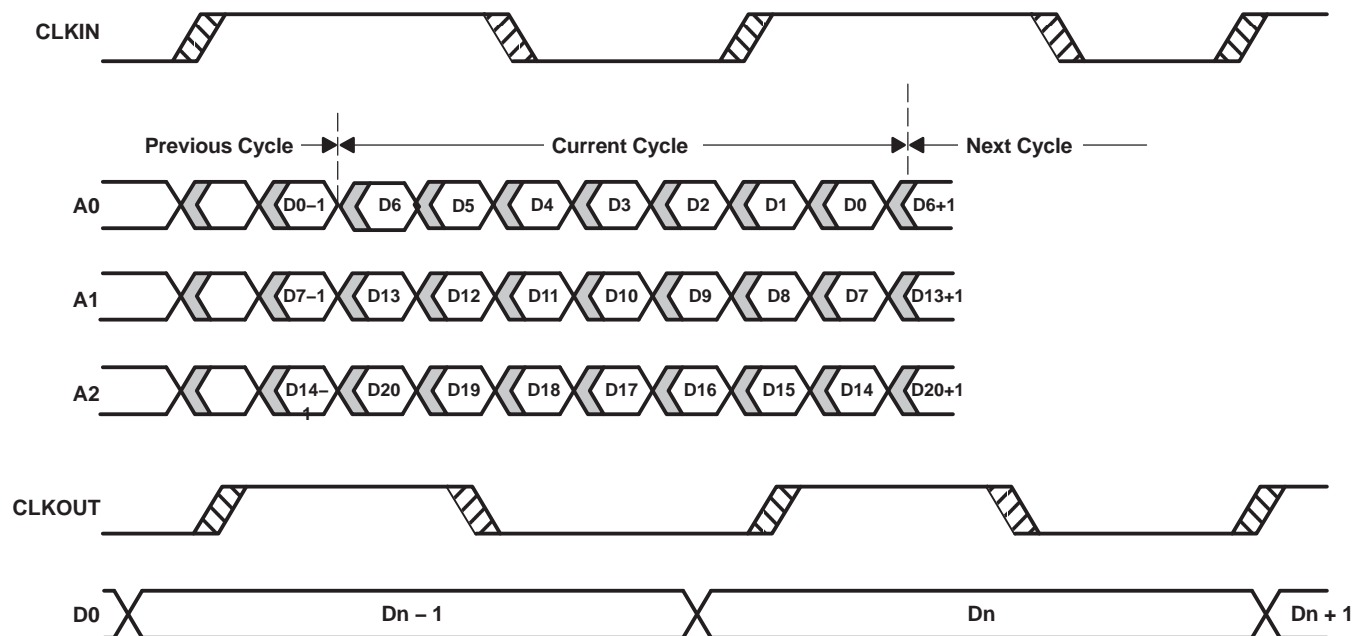 CLKIN
Previous Cycle Current Cycle Next Cycle
A0 D0–1 D6 D5 D4 D3 D2 D1 D0 D6+1
A1 D7–1 D13 D12 D11 D10 D9 D8 D7 D13+1
A2 D14–1 D20 D19 D18 D17 D16 D15 D14 D20+1
CLKOUT
D0 Dn – 1 Dn Dn + 1